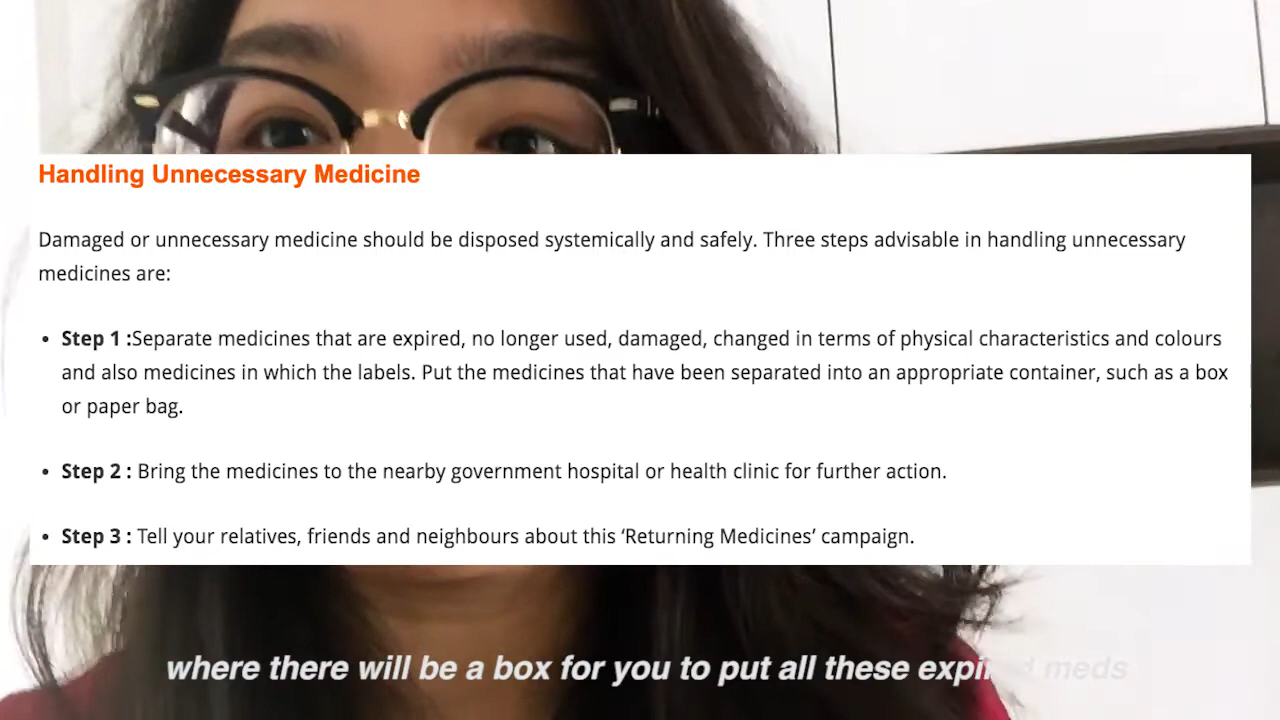 Handling Unnecessary Medicine
Damaged or unnecessary medicine should be disposed systemically and safely. Three steps advisable in handling unnecessary
medicines are:
• Step 1 :Separate medicines that are expired, no longer used, damaged, changed in terms of physical characteristics and colours
and also medicines in which the labels. Put the medicines that have been separated into an appropriate container, such as a box
or paper bag.
• Step 2 : Bring the medicines to the nearby government hospital or health clinic for further action.
• Step 3 : Tell your relatives, friends and neighbours about this ‘Returning Medicines’ campaign.
where there will be a box for you to put all these expired meds